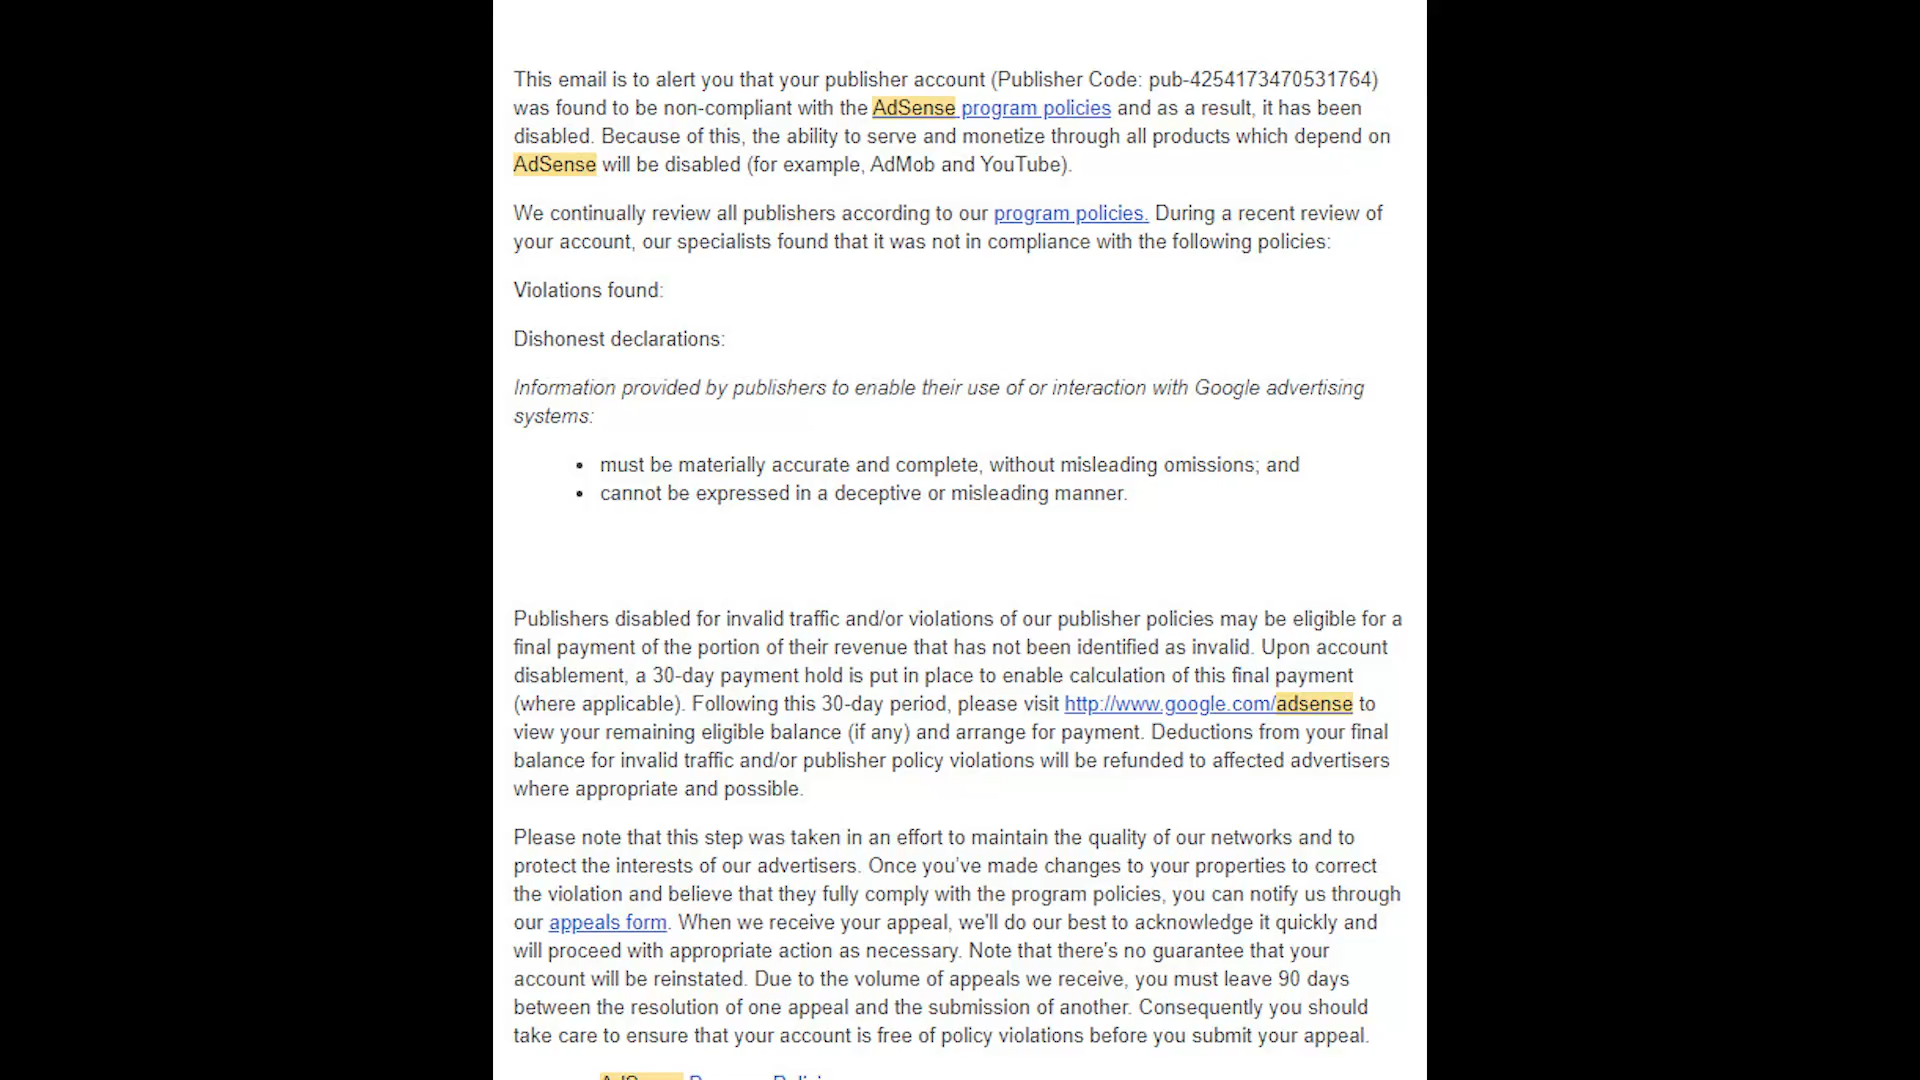 This email is to alert you that your publisher account (Publisher Code: pub-4254173470531764)
was found to be non-compliant with the AdSense program policies and as a result, it has been
disabled. Because of this, the ability to serve and monetize through all products which depend on
AdSense will be disabled (for example, AdMob and YouTube).
We continually review all publishers according to our program policies. During a recent review of
your account, our specialists found that it was not in compliance with the following policies:
Violations found:
Dishonest declarations:
Information provided by publishers to enable their use of or interaction with Google advertising
systems:
• must be materially accurate and complete, without misleading omissions; and
• cannot be expressed in a deceptive or misleading manner.
Publishers disabled for invalid traffic and/or violations of our publisher policies may be eligible for a
final payment of the portion of their revenue that has not been identified as invalid. Upon account
disablement, a 30-day payment hold is put in place to enable calculation of this final payment
(where applicable). Following this 30-day period, please visit http://www.google.com/adsense to
view your remaining eligible balance (if any) and arrange for payment. Deductions from your final
balance for invalid traffic and/or publisher policy violations will be refunded to affected advertisers
where appropriate and possible.
Please note that this step was taken in an effort to maintain the quality of our networks and to
protect the interests of our advertisers. Once you've made changes to your properties to correct
the violation and believe that they fully comply with the program policies, you can notify us through
our appeals form. When we receive your appeal, we'll do our best to acknowledge it quickly and
will proceed with appropriate action as necessary. Note that there's no guarantee that your
account will be reinstated. Due to the volume of appeals we receive, you must leave 90 days
between the resolution of one appeal and the submission of another. Consequently you should
take care to ensure that your account is free of policy violations before you submit your appeal.